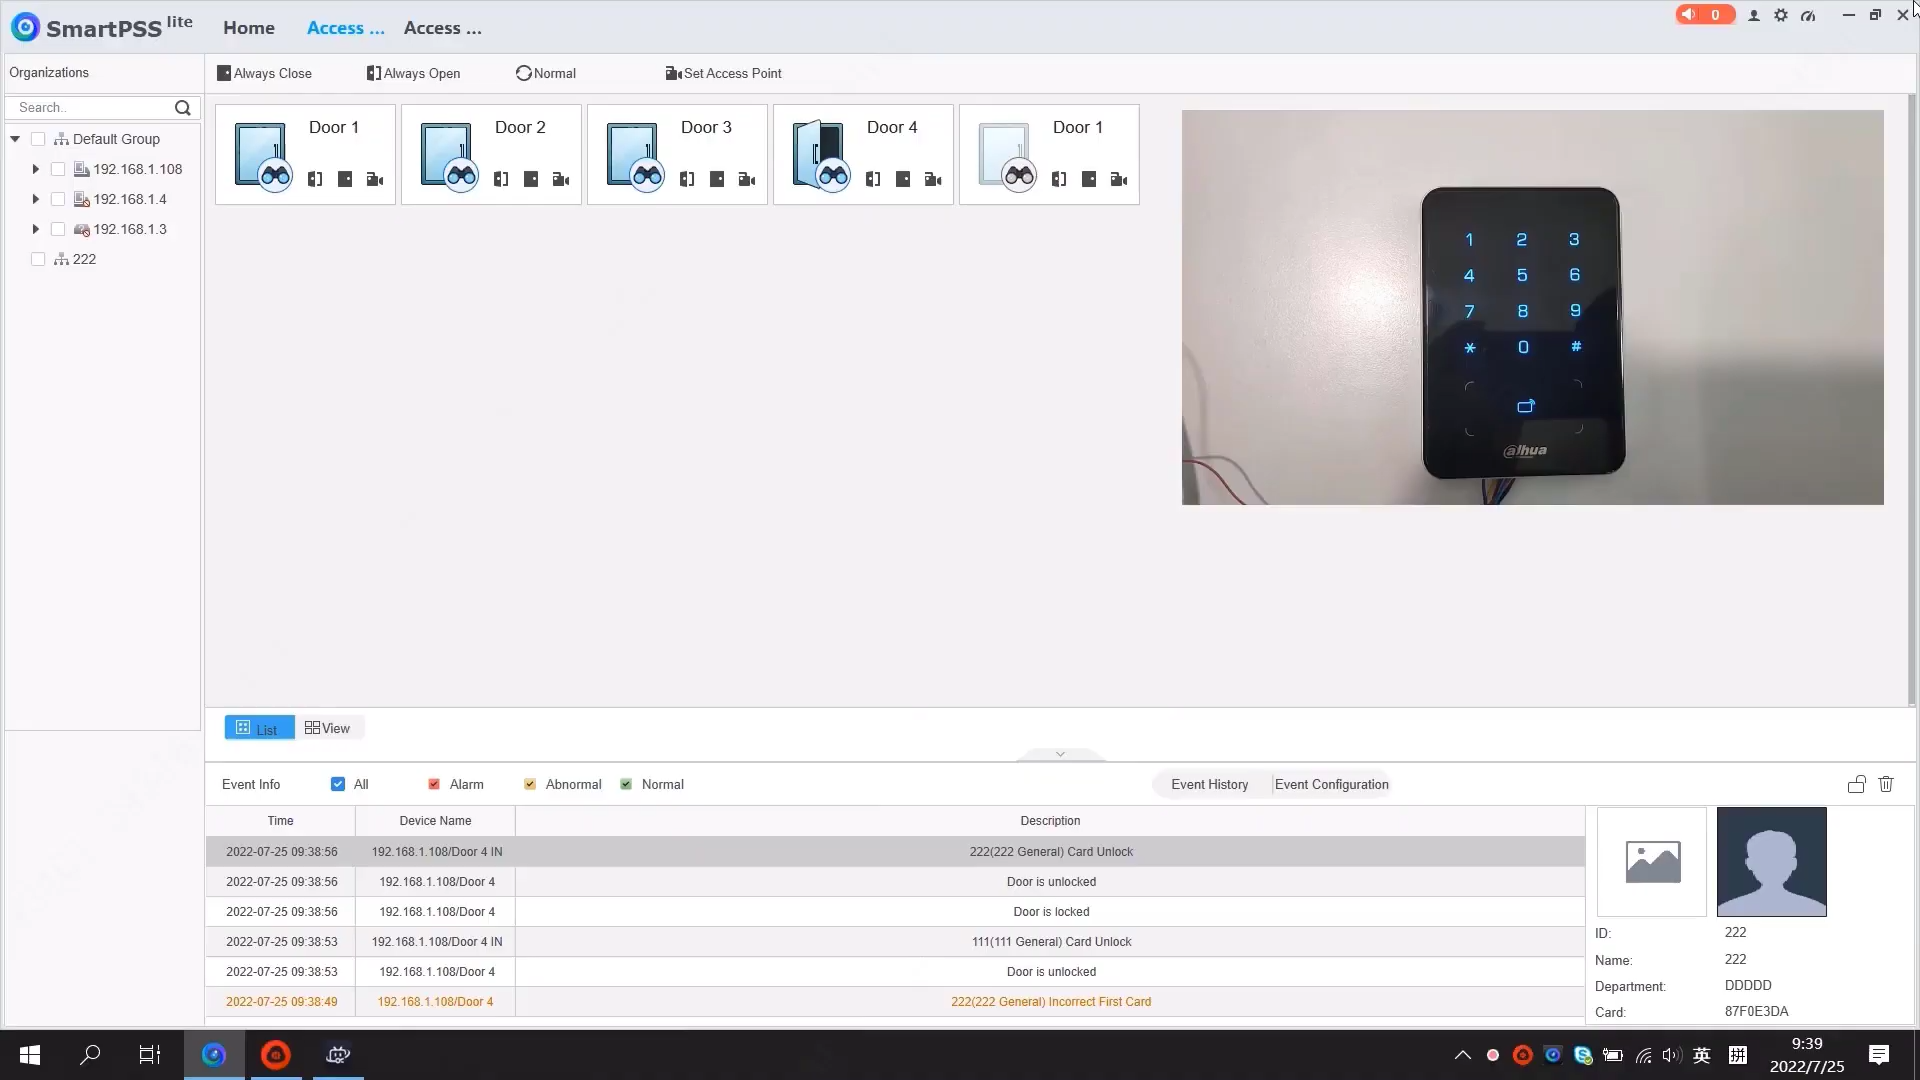 SmartPSS lite
Home
Access ...
Access ...
0
Organizations
Always Close
Always Open
Normal
Set Access Point
Search..
Default Group
192.168.1.108
192.168.1.4
192.168.1.3
222
Door 1
Door 2
Door 3
Door 4
Door 1
1 2 3
4 5 6
7 8 9
* 0 #
alhua
List
View
Event Info
All
Alarm
Abnormal
Normal
Event History
Event Configuration
Time Device Name Description
2022-07-25 09:38:56 192.168.1.108/Door 4 IN 222(222 General) Card Unlock
2022-07-25 09:38:56 192.168.1.108/Door 4 Door is unlocked
2022-07-25 09:38:56 192.168.1.108/Door 4 Door is locked
2022-07-25 09:38:53 192.168.1.108/Door 4 IN 111(111 General) Card Unlock
2022-07-25 09:38:53 192.168.1.108/Door 4 Door is unlocked
2022-07-25 09:38:49 192.168.1.108/Door 4 222(222 General) Incorrect First Card
ID: 222
Name: 222
Department: DDDDD
Card: 87F0E3DA
英
拼
9:39
2022/7/25